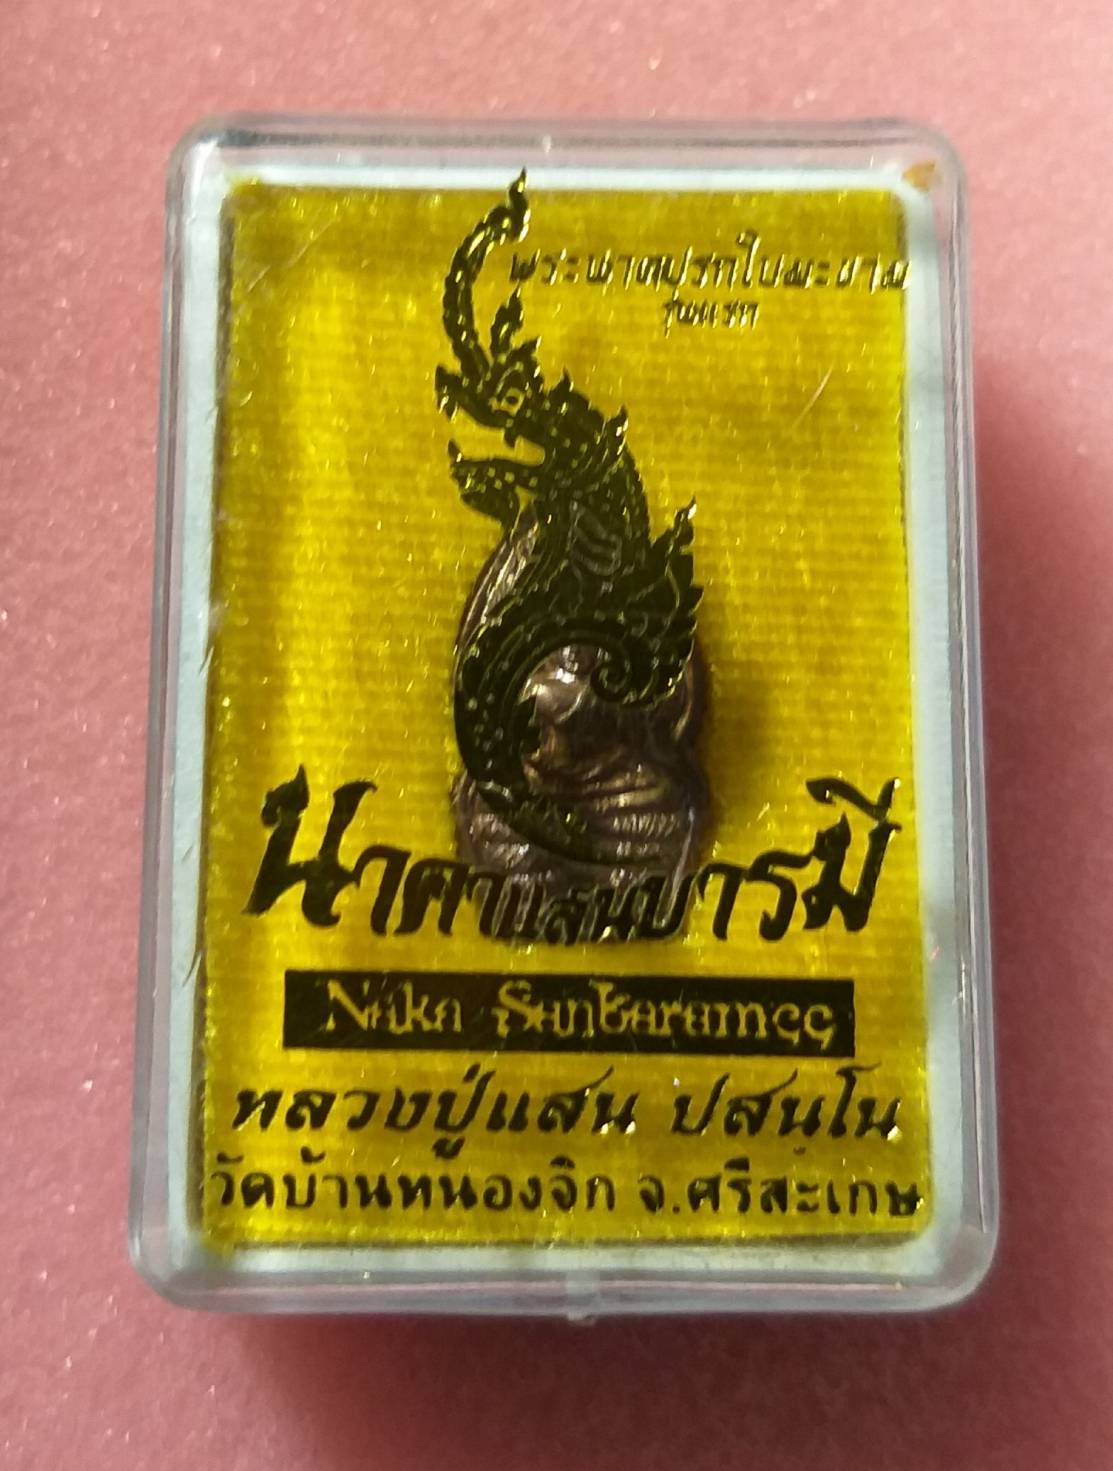 พระนาคปรกใบมะขาม
รุ่นแรก
นาคาแสนบารมี
Naka Sanbaramee
หลวงปู่แสน ปสนฺโน
วัดบ้านหนองจิก จ.ศรีสะเกษ